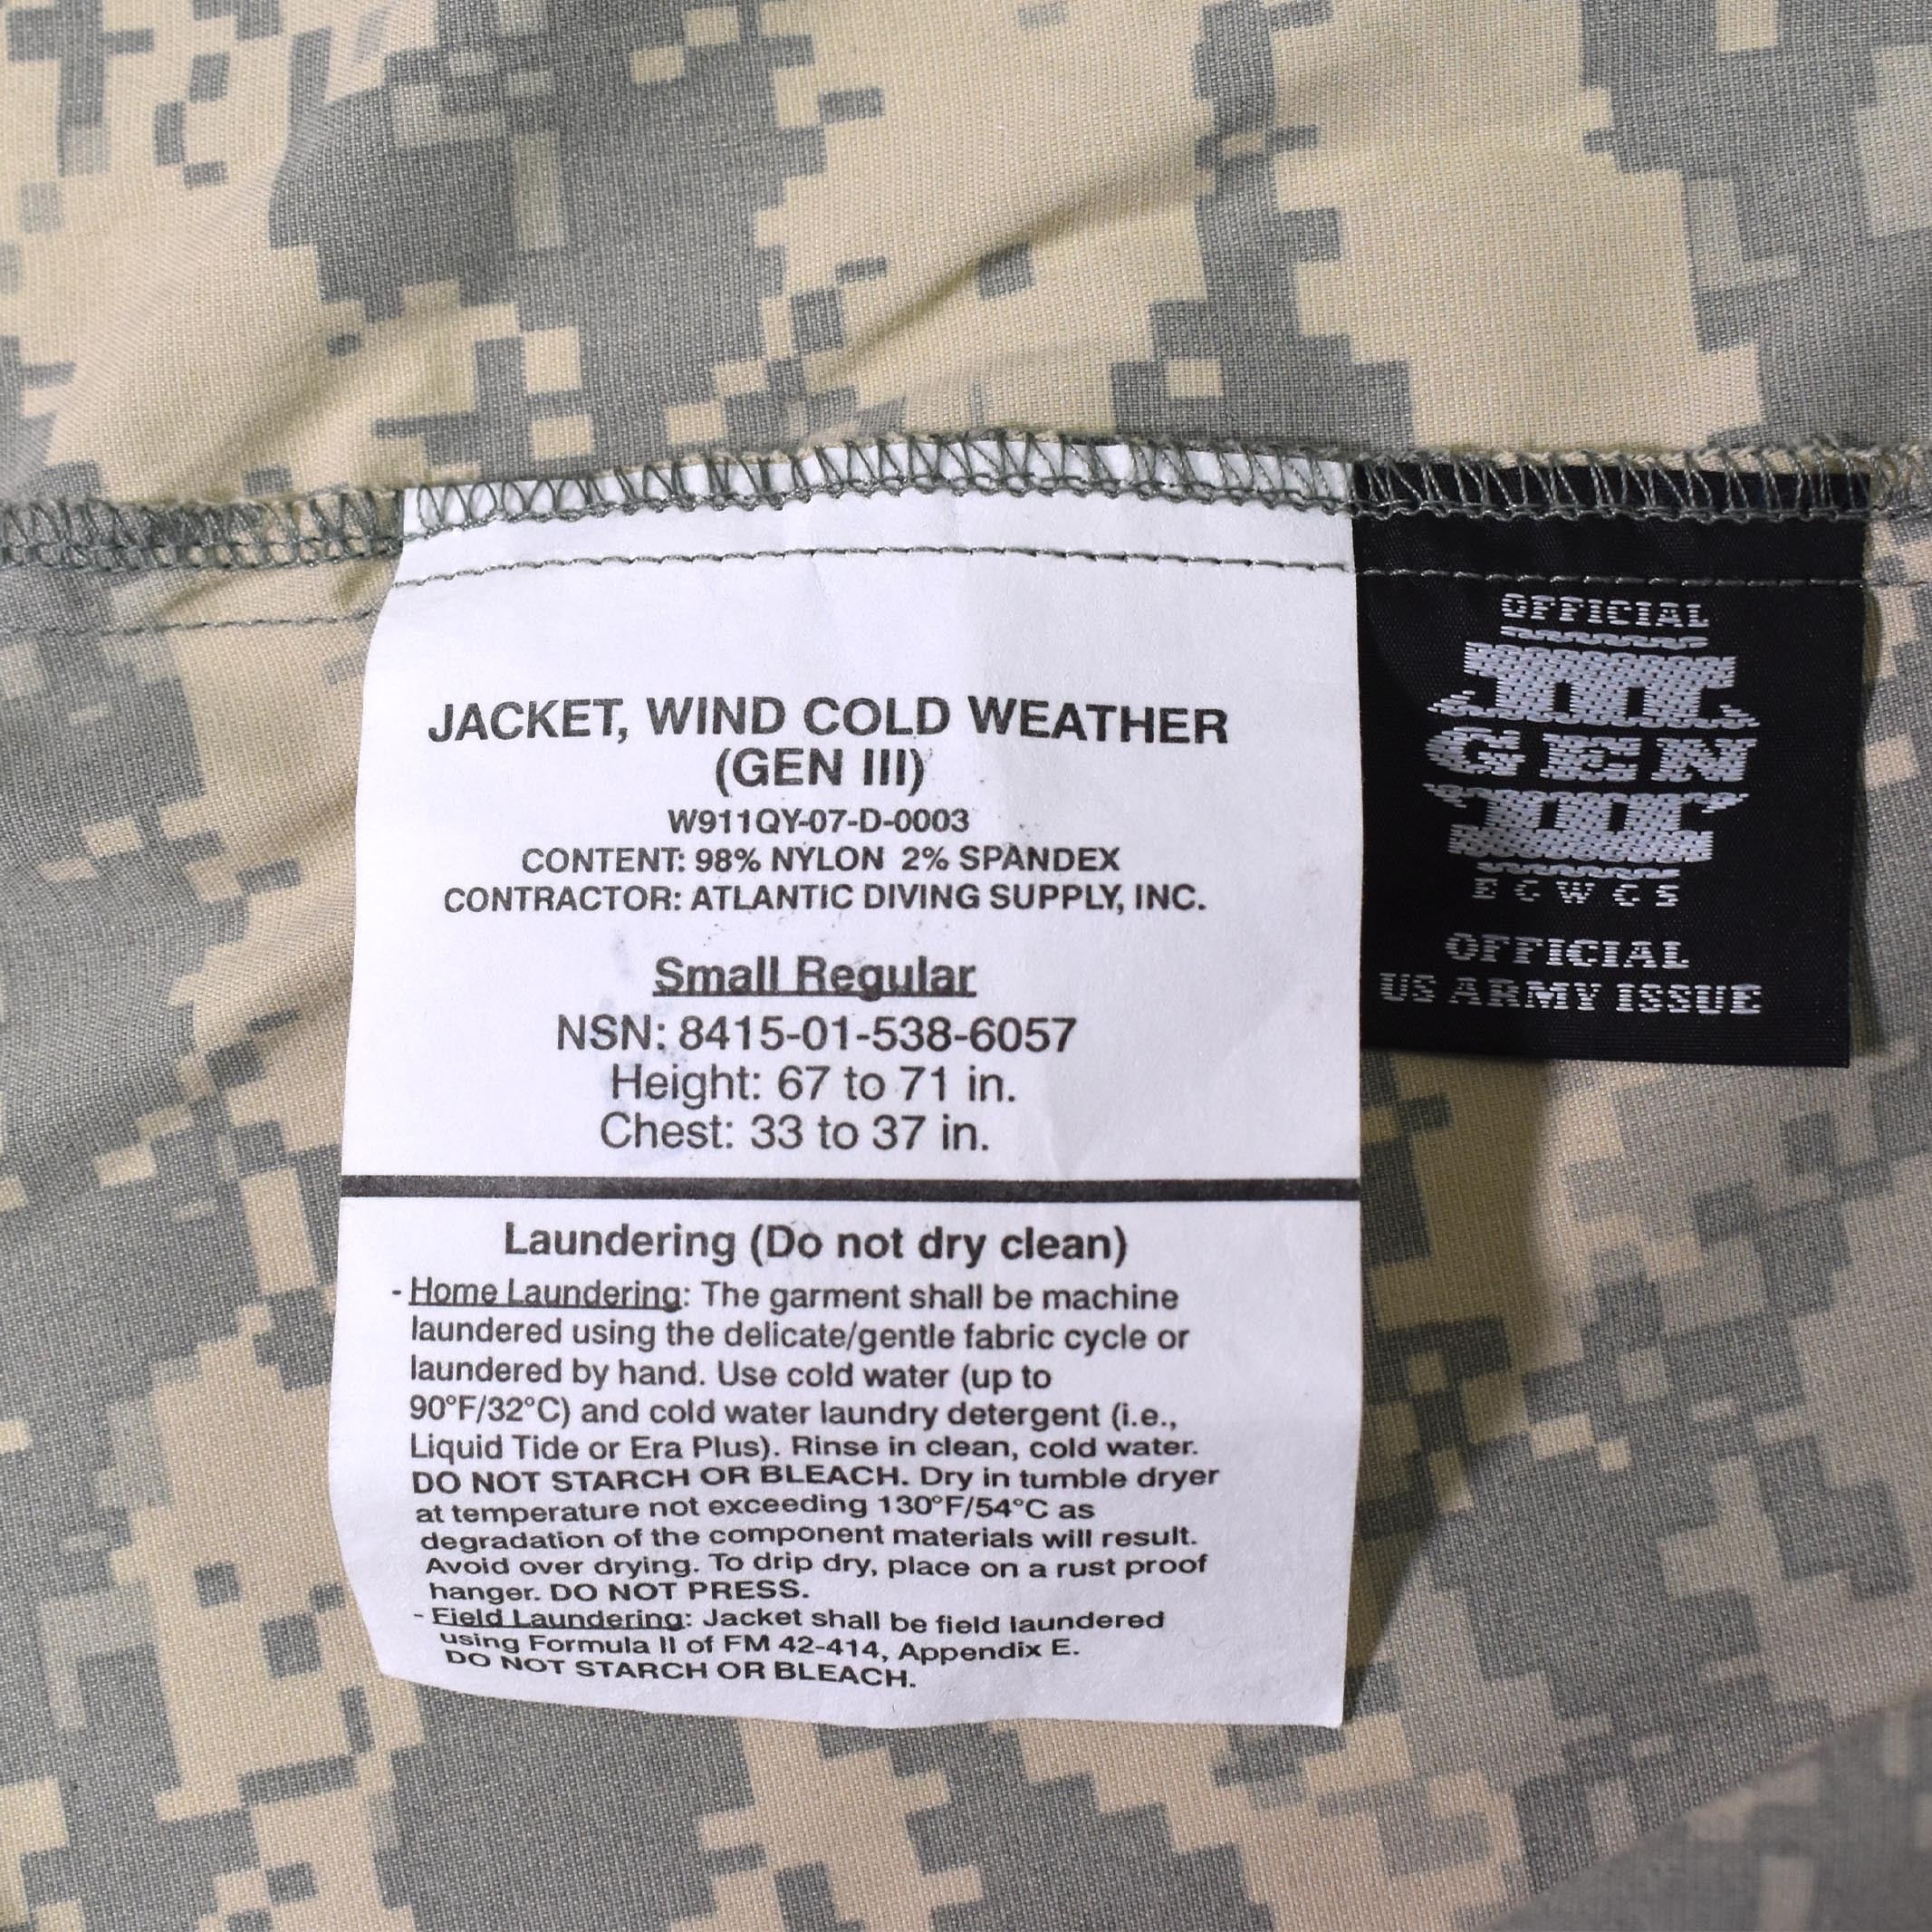 JACKET, WIND COLD WEATHER
(GEN III)
W911QY-07-D-0003
CONTENT: 98% NYLON 2% SPANDEX
CONTRACTOR: ATLANTIC DIVING SUPPLY, INC.
Small Regular
NSN: 8415-01-538-6057
Height: 67 to 71 in.
Chest: 33 to 37 in.
Laundering (Do not dry clean)
- Home Laundering: The garment shall be machine
laundered using the delicate/gentle fabric cycle or
laundered by hand. Use cold water (up to
90°F/32°C) and cold water laundry detergent (i.e.,
Liquid Tide or Era Plus). Rinse in clean, cold water.
DO NOT STARCH OR BLEACH. Dry in tumble dryer
at temperature not exceeding 130°F/54°C as
degradation of the component materials will result.
Avoid over drying. To drip dry, place on a rust proof
hanger. DO NOT PRESS.
- Field Laundering: Jacket shall be field laundered
using Formula II of FM 42-414, Appendix E.
DO NOT STARCH OR BLEACH.
OFFICIAL
III
GEN
III
ECWCS
OFFICIAL
US ARMY ISSUE